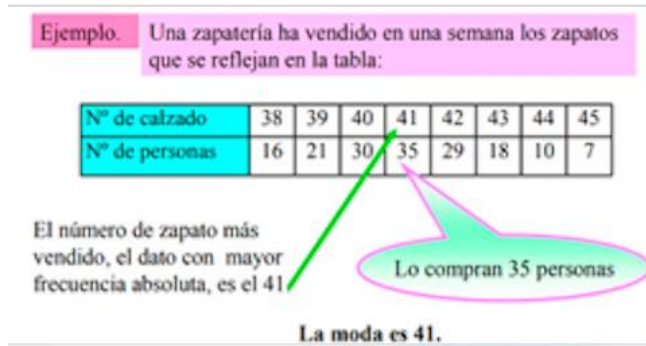 Ejemplo. Una zapatería ha vendido en una semana los zapatos
que se reflejan en la tabla:
Nº de calzado 38 39 40 41 42 43 44 45
Nº de personas 16 21 30 35 29 18 10 7
El número de zapato más
vendido, el dato con mayor
frecuencia absoluta, es el 41
Lo compran 35 personas
La moda es 41.